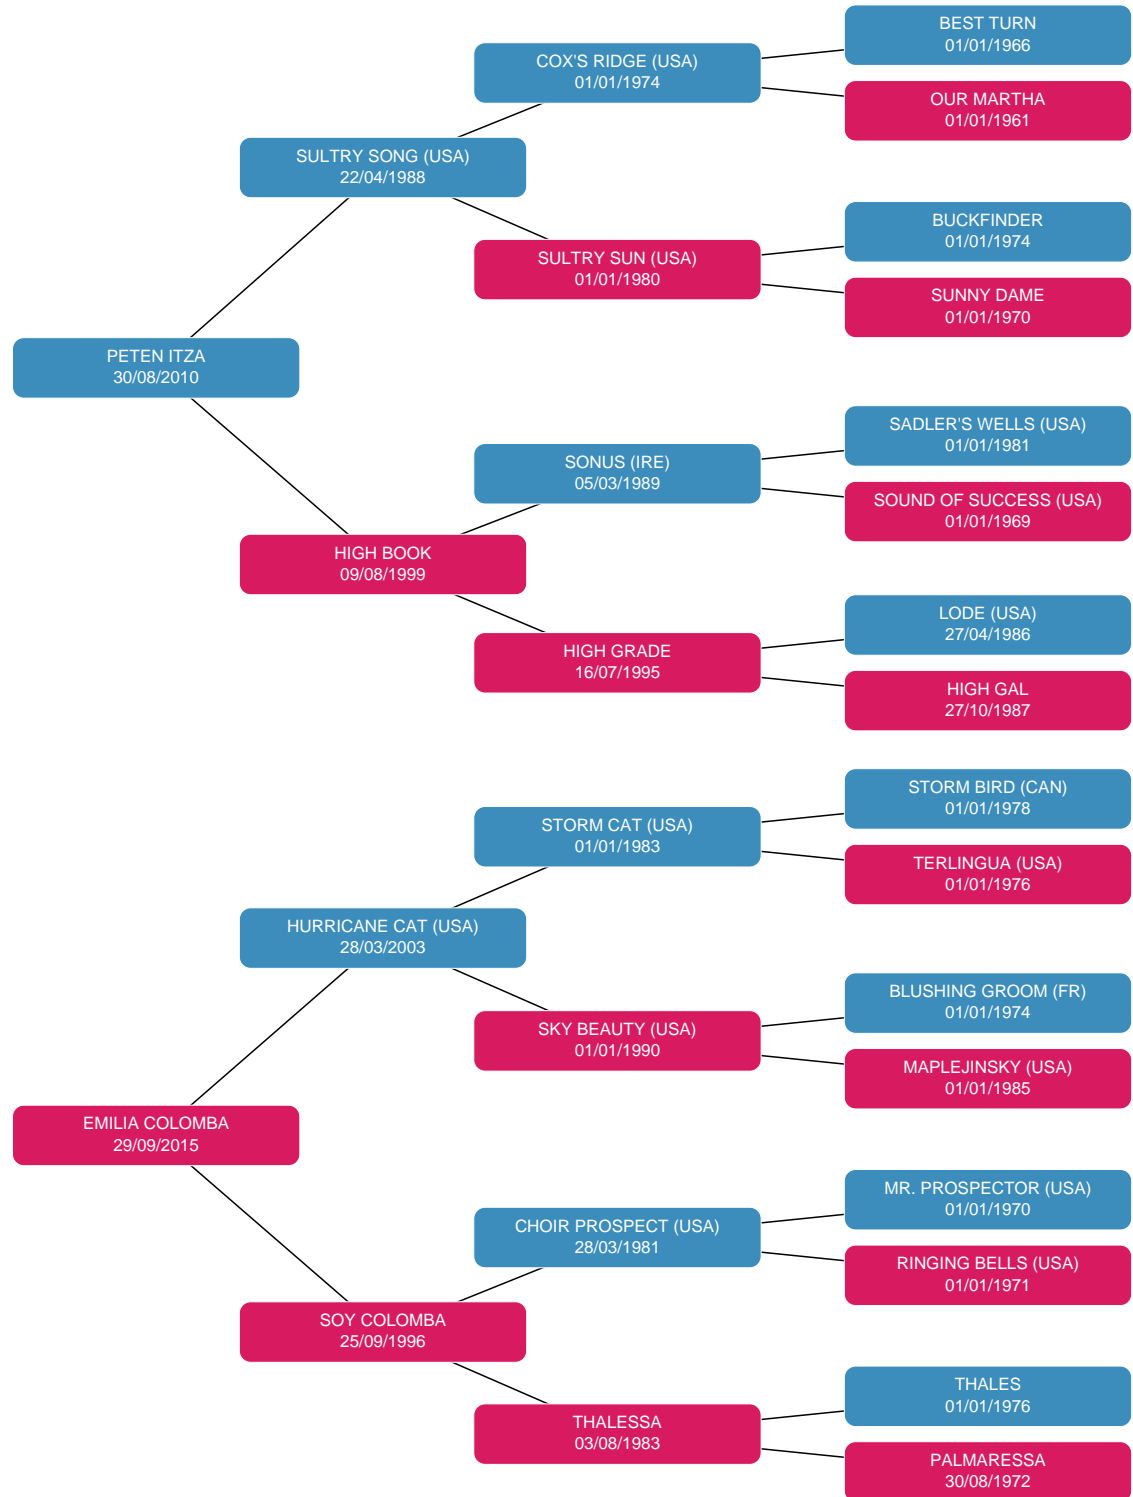 BEST TURN
01/01/1966
COX'S RIDGE (USA)
01/01/1974
OUR MARTHA
01/01/1961
SULTRY SONG (USA)
22/04/1988
BUCKFINDER
01/01/1974
SULTRY SUN (USA)
01/01/1980
SUNNY DAME
01/01/1970
PETEN ITZA
30/08/2010
SADLER'S WELLS (USA)
01/01/1981
SONUS (IRE)
05/03/1989
SOUND OF SUCCESS (USA)
01/01/1969
HIGH BOOK
09/08/1999
LODE (USA)
27/04/1986
HIGH GRADE
16/07/1995
HIGH GAL
27/10/1987
STORM BIRD (CAN)
01/01/1978
STORM CAT (USA)
01/01/1983
TERLINGUA (USA)
01/01/1976
HURRICANE CAT (USA)
28/03/2003
BLUSHING GROOM (FR)
01/01/1974
SKY BEAUTY (USA)
01/01/1990
MAPLEJINSKY (USA)
01/01/1985
EMILIA COLOMBA
29/09/2015
MR. PROSPECTOR (USA)
01/01/1970
CHOIR PROSPECT (USA)
28/03/1981
RINGING BELLS (USA)
01/01/1971
SOY COLOMBA
25/09/1996
THALES
01/01/1976
THALESSA
03/08/1983
PALMARESSA
30/08/1972